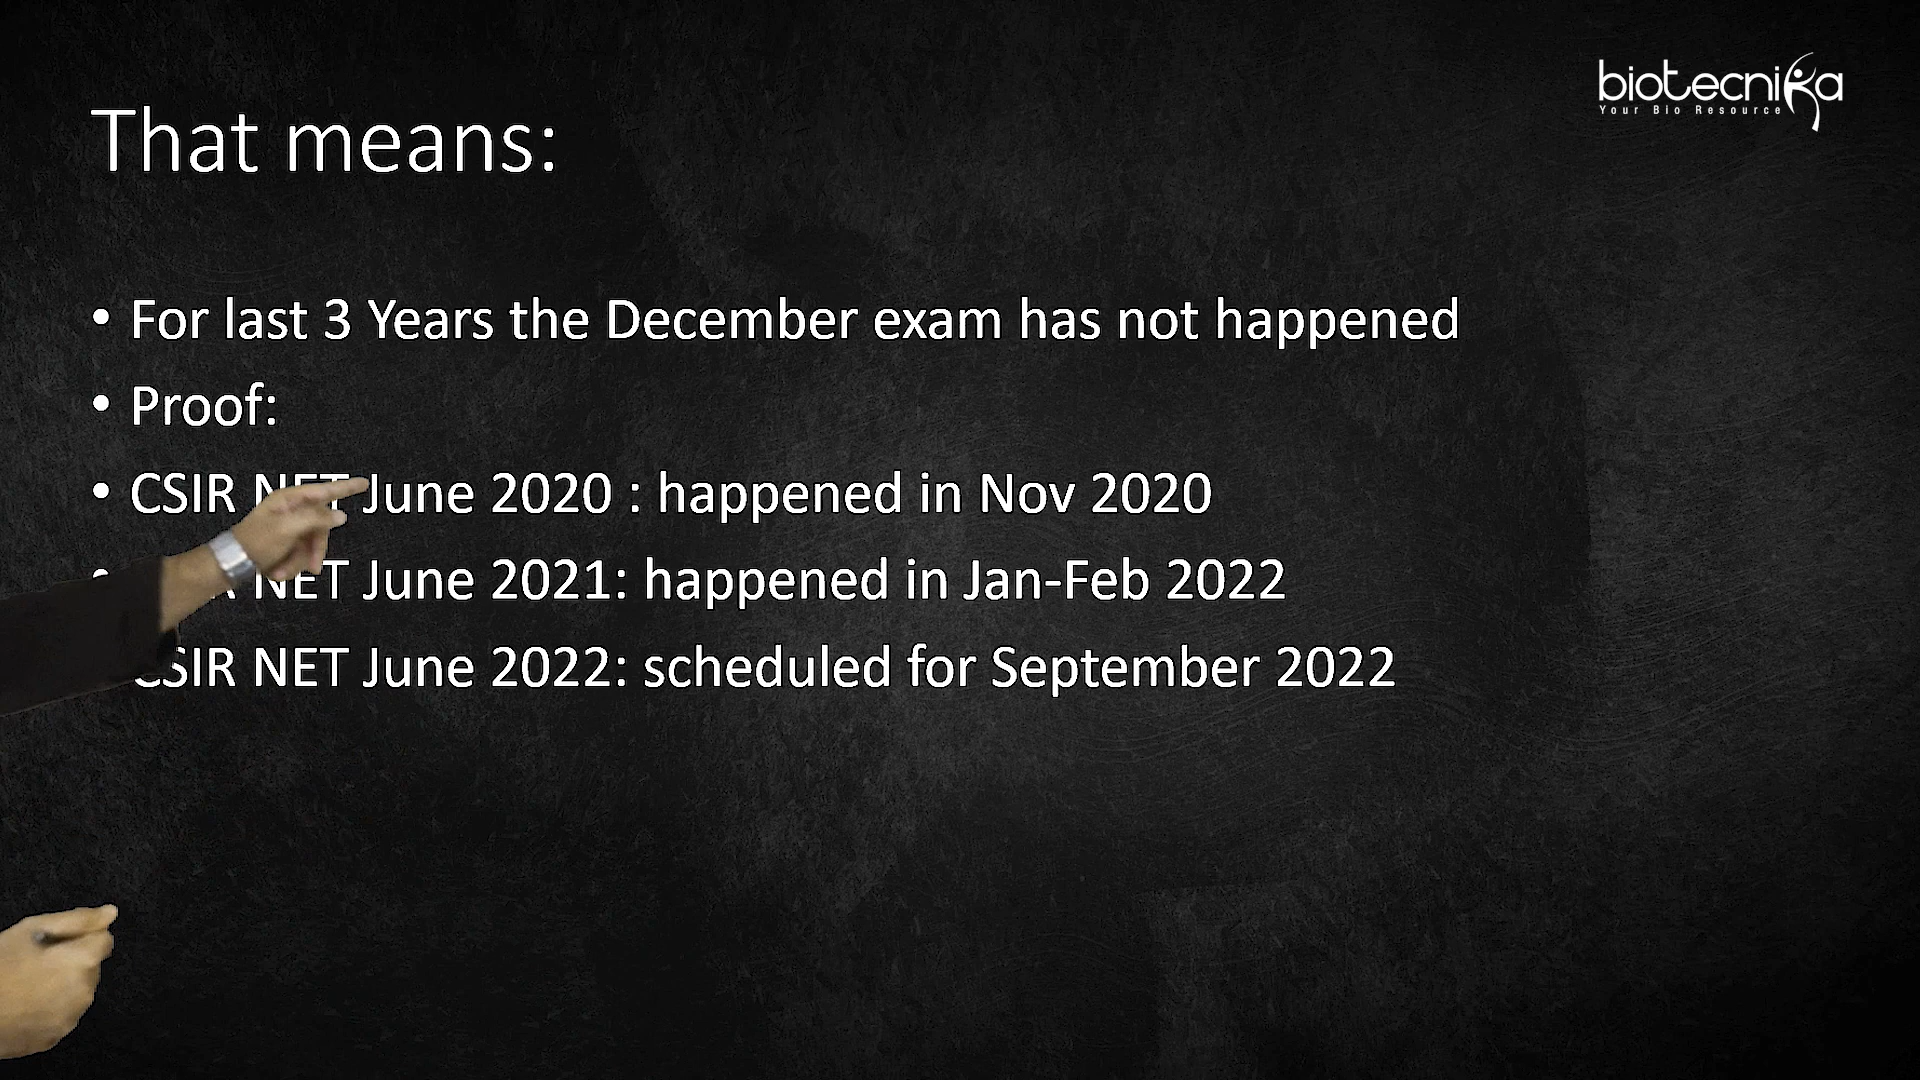 biotecnika
Your Bio Resource
That means:
• For last 3 Years the December exam has not happened
• Proof:
• CSIR NET June 2020 : happened in Nov 2020
• NET June 2021: happened in Jan-Feb 2022
CSIR NET June 2022: scheduled for September 2022